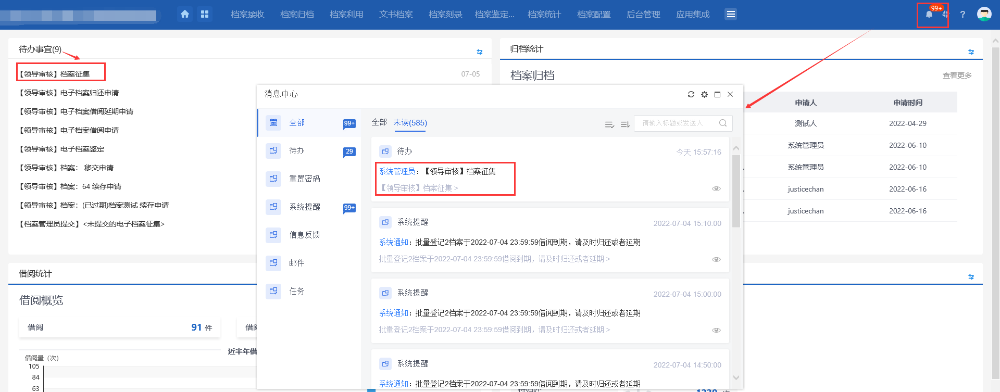 档案接收 档案归档 档案利用 文书档案 档案刻录 档案鉴定... 档案统计 档案配置 后台管理 应用集成 99+ ?
待办事宜(9)
【领导审核】档案征集 07-05
【领导审核】电子档案归还申请
【领导审核】电子档案借阅延期申请
【领导审核】电子档案借阅申请
【领导审核】电子档案鉴定
【领导审核】档案： 移交申请
【领导审核】档案：64 续存申请
【领导审核】档案：(已过期)档案测试 续存申请
【档案管理员提交】<未提交的电子档案征集>
归档统计
档案归档 查看更多
申请人 申请时间
测试人 2022-04-29
系统管理员 2022-06-10
系统管理员 2022-06-10
justicechan 2022-06-16
justicechan 2022-06-16
消息中心
全部 99+
待办 29
重置密码
系统提醒 99+
信息反馈
邮件
任务
全部 未读(585) 请输入标题或发送人
待办 今天 15:57:16
系统管理员：【领导审核】档案征集
【领导审核】档案征集 >
系统提醒 2022-07-04 15:10:00
系统通知：批量登记2档案于2022-07-04 23:59:59借阅到期，请及时归还或者延期
批量登记2档案于2022-07-04 23:59:59借阅到期，请及时归还或者延期 >
系统提醒 2022-07-04 15:00:00
系统通知：批量登记2档案于2022-07-04 23:59:59借阅到期，请及时归还或者延期
批量登记2档案于2022-07-04 23:59:59借阅到期，请及时归还或者延期 >
系统提醒 2022-07-04 14:50:00
系统通知：批量登记2档案于2022-07-04 23:59:59借阅到期，请及时归还或者延期
借阅统计
借阅概览
借阅 91 件
借阅
近半年借
借阅量（次）
105
84
63